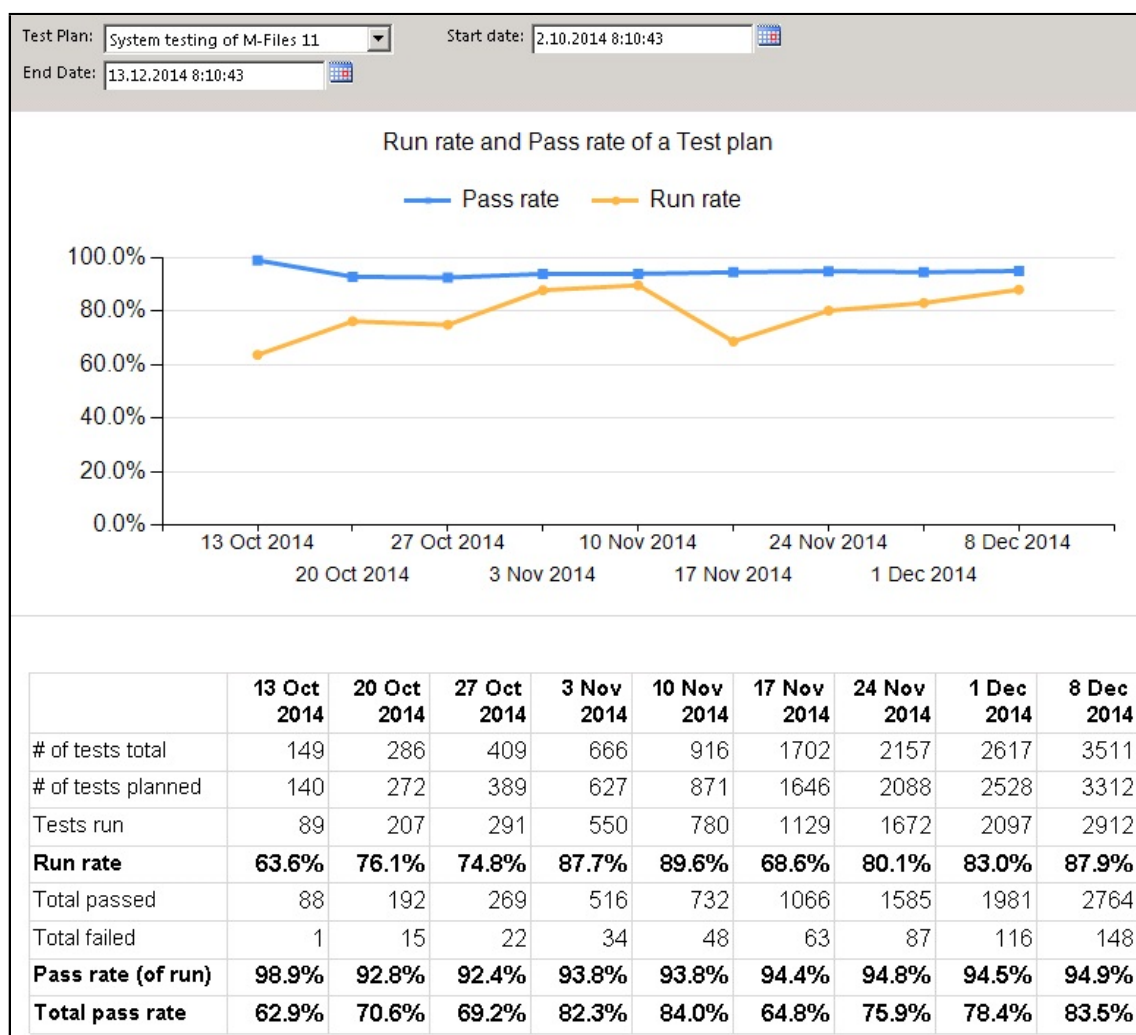 Test Plan: System testing of M-Files 11 Start date: 2.10.2014 8:10:43
End Date: 13.12.2014 8:10:43
Run rate and Pass rate of a Test plan
Pass rate Run rate
100.0%
80.0%
60.0%
40.0%
20.0%
0.0%
13 Oct 2014 27 Oct 2014 10 Nov 2014 24 Nov 2014 8 Dec 2014
20 Oct 2014 3 Nov 2014 17 Nov 2014 1 Dec 2014
13 Oct 20 Oct 27 Oct 3 Nov 10 Nov 17 Nov 24 Nov 1 Dec 8 Dec
2014 2014 2014 2014 2014 2014 2014 2014 2014
# of tests total 149 286 409 666 916 1702 2157 2617 3511
# of tests planned 140 272 389 627 871 1646 2088 2528 3312
Tests run 89 207 291 550 780 1129 1672 2097 2912
Run rate 63.6% 76.1% 74.8% 87.7% 89.6% 68.6% 80.1% 83.0% 87.9%
Total passed 88 192 269 516 732 1066 1585 1981 2764
Total failed 1 15 22 34 48 63 87 116 148
Pass rate (of run) 98.9% 92.8% 92.4% 93.8% 93.8% 94.4% 94.8% 94.5% 94.9%
Total pass rate 62.9% 70.6% 69.2% 82.3% 84.0% 64.8% 75.9% 78.4% 83.5%